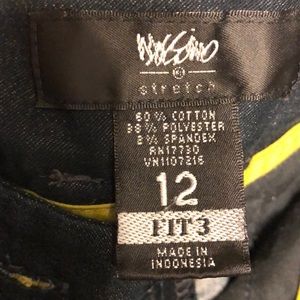 Mossimo
stretch
60% COTTON
38% POLYESTER
2% SPANDEX
RN17730
VN1107216
12
FIT 3
MADE IN
INDONESIA